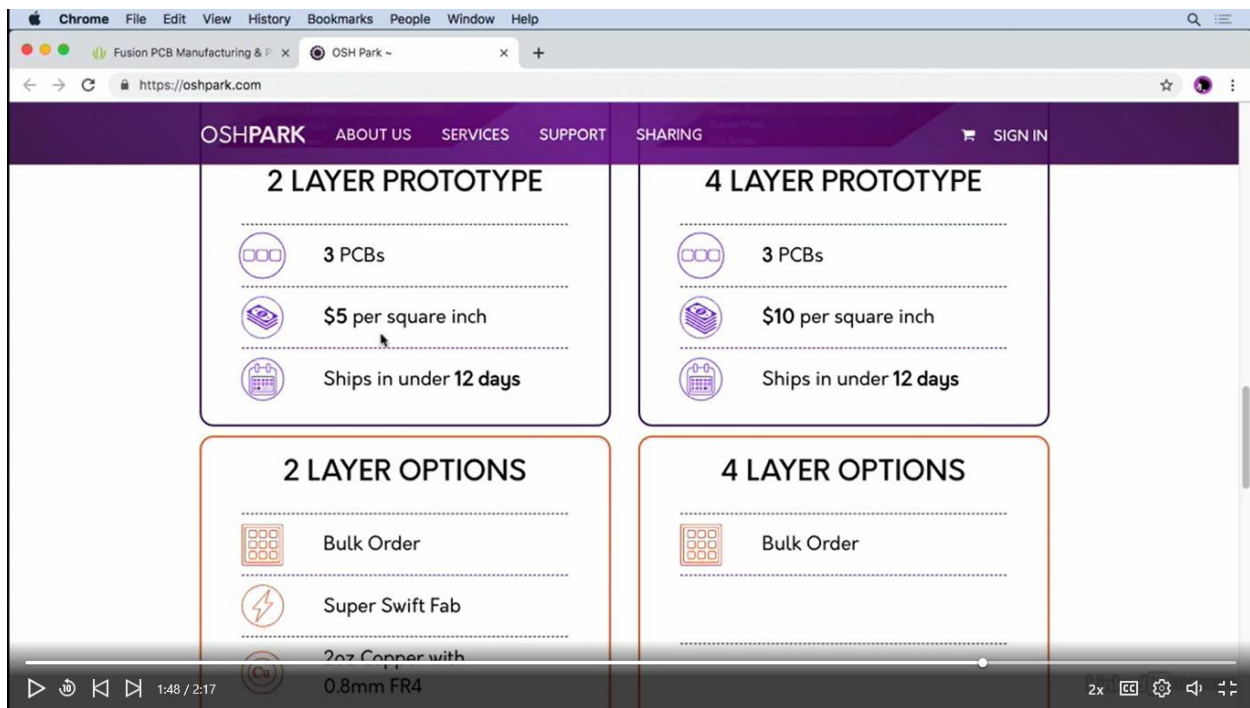 Chrome File Edit View History Bookmarks People Window Help
Fusion PCB Manufacturing & P
OSH Park ~
https://oshpark.com
OSHPARK ABOUT US SERVICES SUPPORT SHARING SIGN IN
2 LAYER PROTOTYPE
3 PCBs
$5 per square inch
Ships in under 12 days
4 LAYER PROTOTYPE
3 PCBs
$10 per square inch
Ships in under 12 days
2 LAYER OPTIONS
Bulk Order
Super Swift Fab
Cu
2oz Copper with
0.8mm FR4
4 LAYER OPTIONS
Bulk Order
10
1:48 / 2:17
2x CC